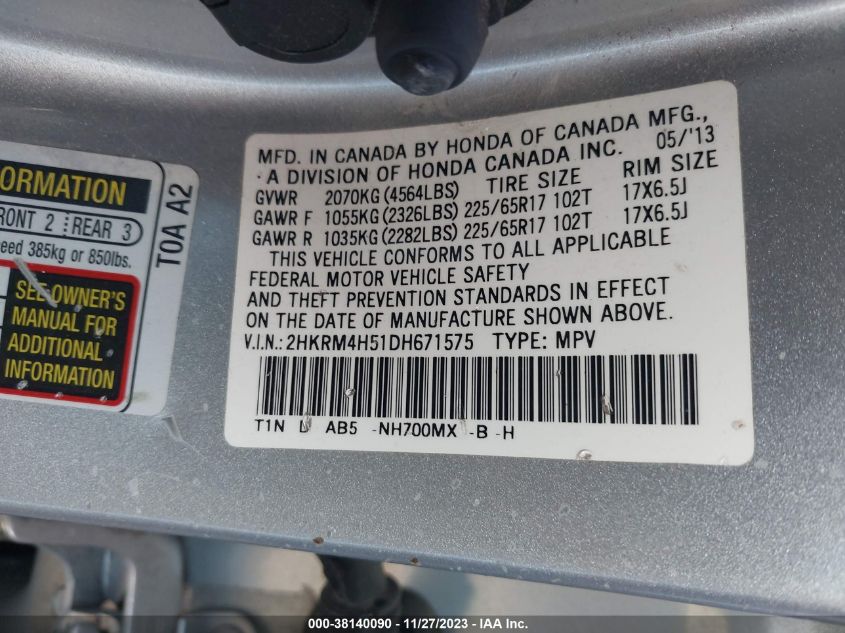 ORMATION
RONT 2 REAR 3
eed 385kg or 850lbs.
SEE OWNER'S
MANUAL FOR
ADDITIONAL
INFORMATION
T0A A2
MFD. IN CANADA BY HONDA OF CANADA MFG.,
A DIVISION OF HONDA CANADA INC. 05/'13
GVWR 2070KG (4564LBS) TIRE SIZE RIM SIZE
GAWR F 1055KG (2326LBS) 225/65R17 102T 17X6.5J
GAWR R 1035KG (2282LBS) 225/65R17 102T 17X6.5J
THIS VEHICLE CONFORMS TO ALL APPLICABLE
FEDERAL MOTOR VEHICLE SAFETY
AND THEFT PREVENTION STANDARDS IN EFFECT
ON THE DATE OF MANUFACTURE SHOWN ABOVE.
V.I.N.: 2HKRM4H51DH671575 TYPE: MPV
T1N D AB5 -NH700MX -B -H
000-38140090 - 11/27/2023 - IAA Inc.